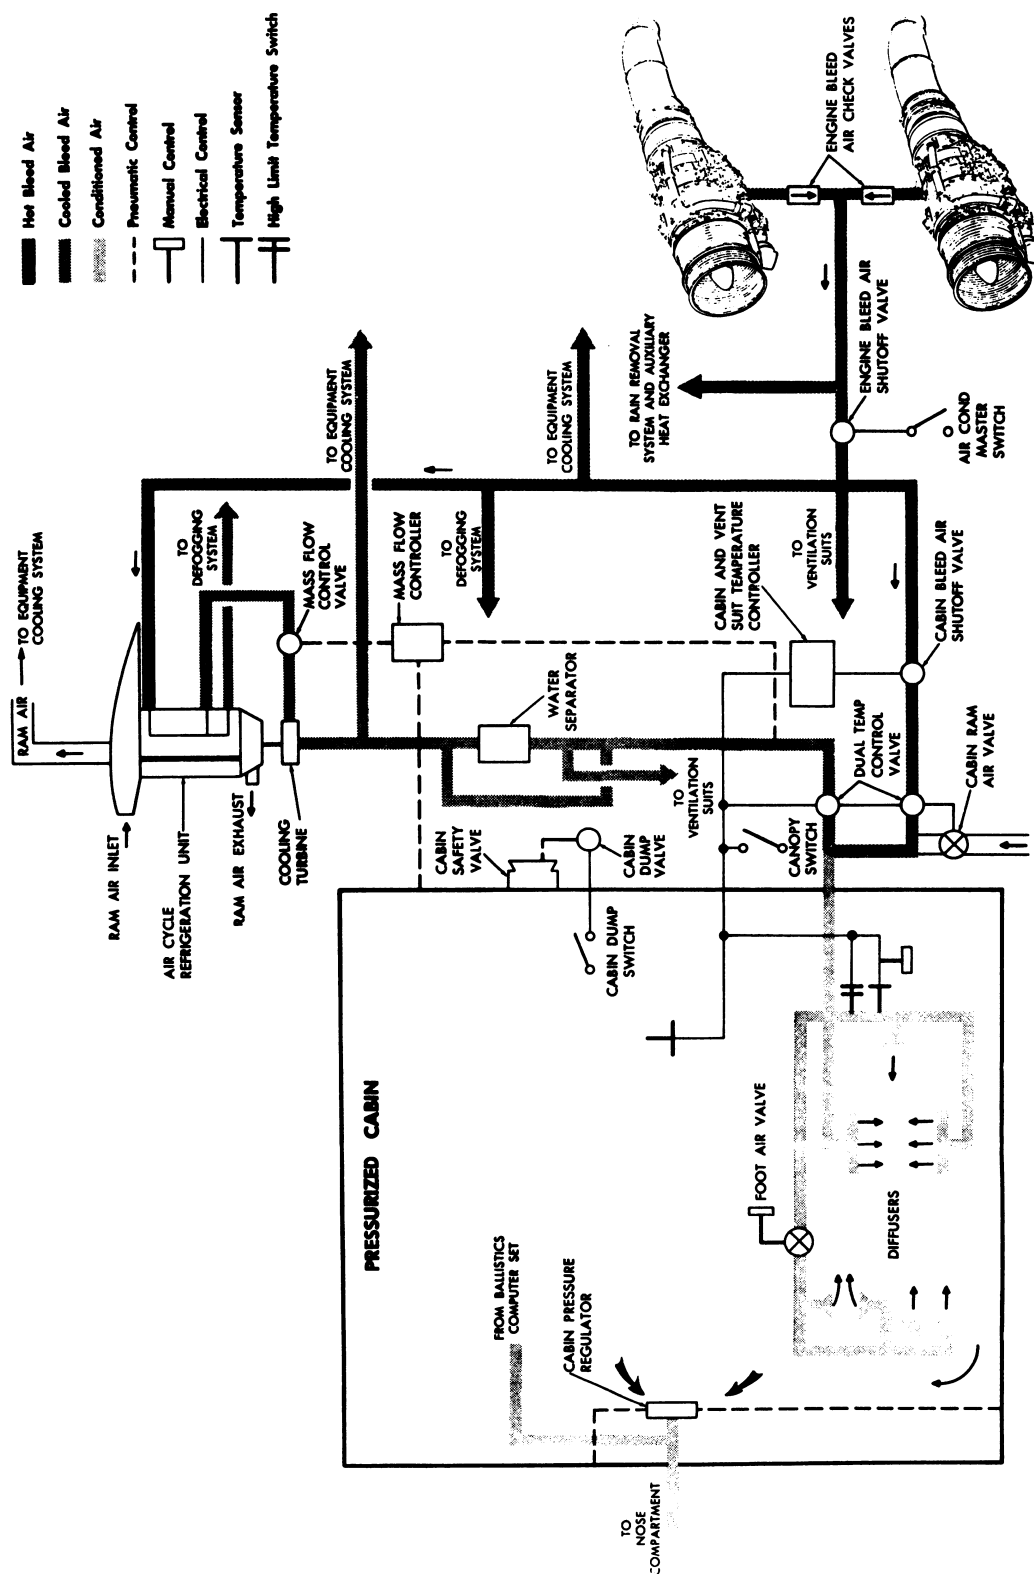 Hot Bleed Air
Cooled Bleed Air
Conditioned Air
Pneumatic Control
Manual Control
Electrical Control
Temperature Sensor
High Limit Temperature Switch
RAM AIR
TO EQUIPMENT
COOLING SYSTEM
RAM AIR INLET
AIR CYCLE
REFRIGERATION UNIT
RAM AIR EXHAUST
COOLING
TURBINE
TO
DEFOGGING
SYSTEM
MASS FLOW
CONTROL
VALVE
TO EQUIPMENT
COOLING SYSTEM
MASS FLOW
CONTROLLER
TO
DEFOGGING
SYSTEM
TO EQUIPMENT
COOLING SYSTEM
TO RAIN REMOVAL
SYSTEM AND AUXILIARY
HEAT EXCHANGER
ENGINE BLEED
AIR CHECK VALVES
ENGINE BLEED AIR
SHUTOFF VALVE
AIR COND
MASTER
SWITCH
WATER
SEPARATOR
CABIN AND VENT
SUIT TEMPERATURE
CONTROLLER
TO
VENTILATION
SUITS
CABIN BLEED AIR
SHUTOFF VALVE
CABIN
SAFETY
VALVE
CABIN
DUMP
VALVE
TO
VENTILATION
SUITS
CANOPY
SWITCH
DUAL TEMP
CONTROL
VALVE
CABIN RAM
AIR VALVE
CABIN DUMP
SWITCH
PRESSURIZED CABIN
FOOT AIR VALVE
DIFFUSERS
FROM BALLISTICS
COMPUTER SET
CABIN PRESSURE
REGULATOR
TO
NOSE
COMPARTMENT